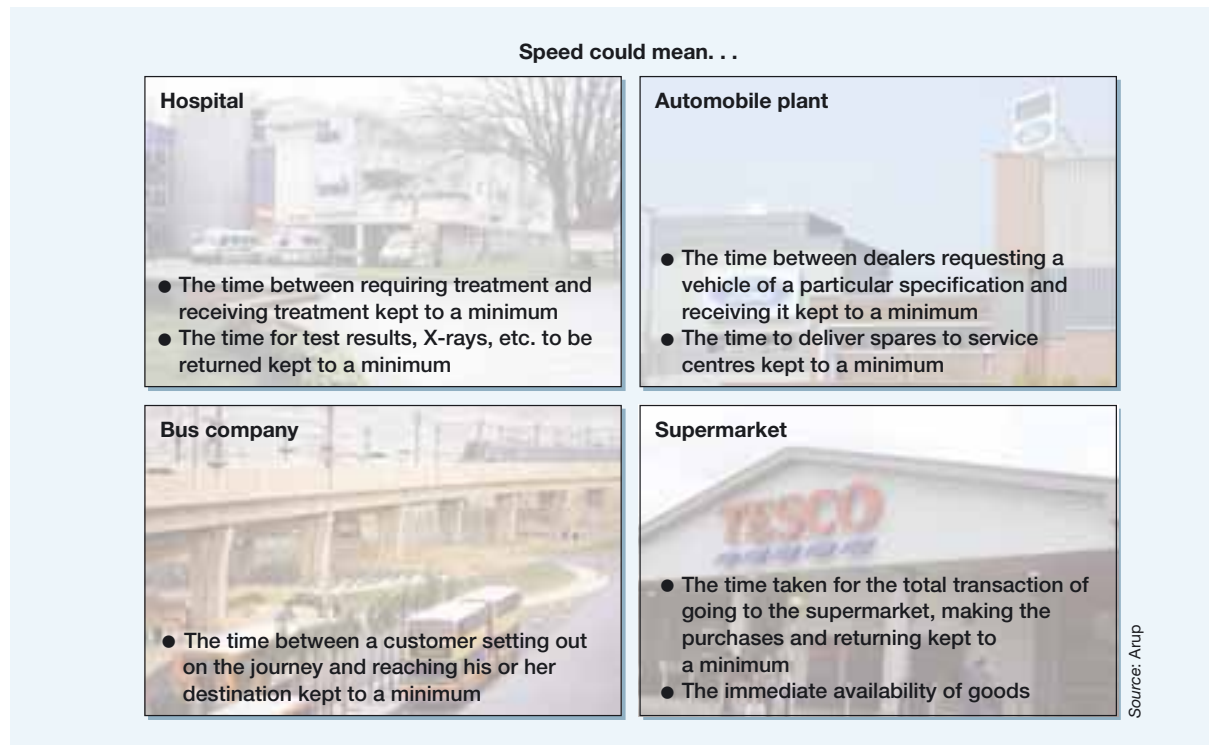 Speed could mean. . .
Hospital
● The time between requiring treatment and
receiving treatment kept to a minimum
● The time for test results, X-rays, etc. to be
returned kept to a minimum
Automobile plant
● The time between dealers requesting a
vehicle of a particular specification and
receiving it kept to a minimum
● The time to deliver spares to service
centres kept to a minimum
Bus company
● The time between a customer setting out
on the journey and reaching his or her
destination kept to a minimum
Supermarket
TESCO
● The time taken for the total transaction of
going to the supermarket, making the
purchases and returning kept to
a minimum
● The immediate availability of goods
Source: Arup